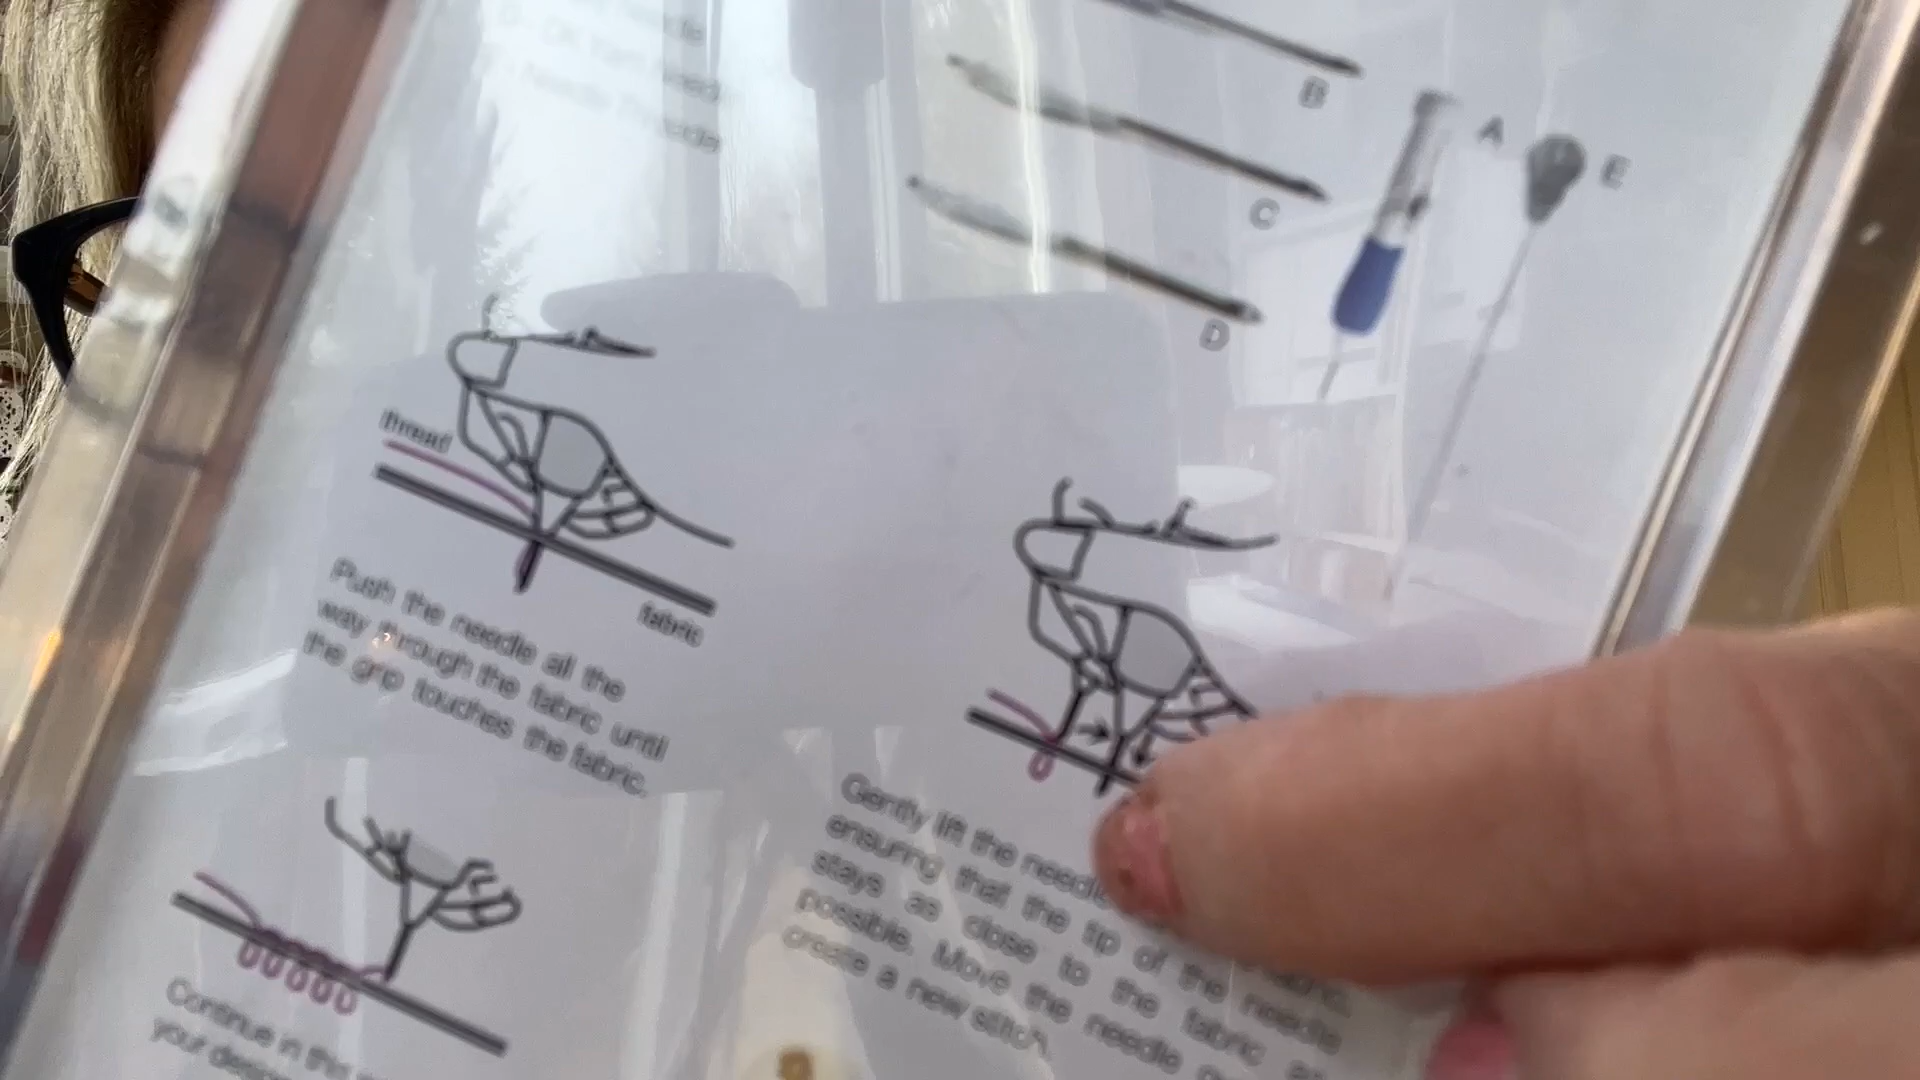 B
A
E
C
D
thread
fabric
Push the needle all the
way through the fabric until
the grip touches the fabric.
Gently lift the needle
ensuring that the tip of the needle
stays as close to the fabric as
possible. Move the needle
create a new stitch.
Continue in this
your design